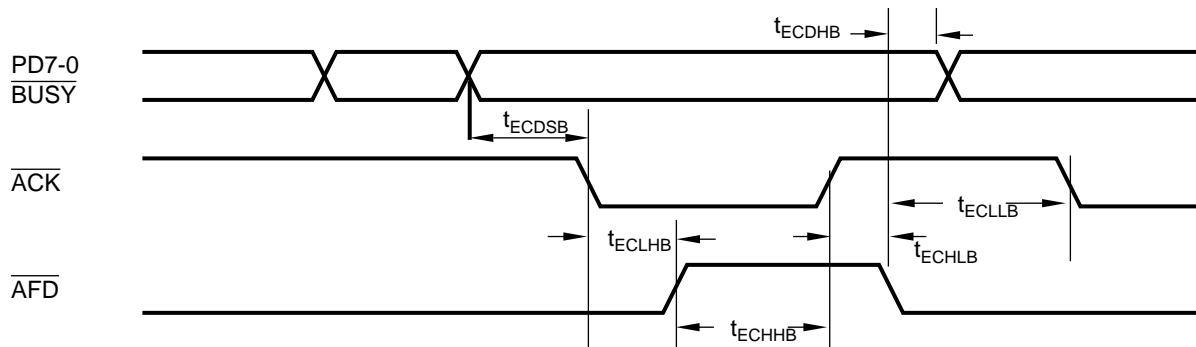 t_ECDHB
PD7-0
BUSY
t_ECDSB
ACK
t_ECLLB
t_ECLHB
t_ECHLB
AFD
t_ECHHB